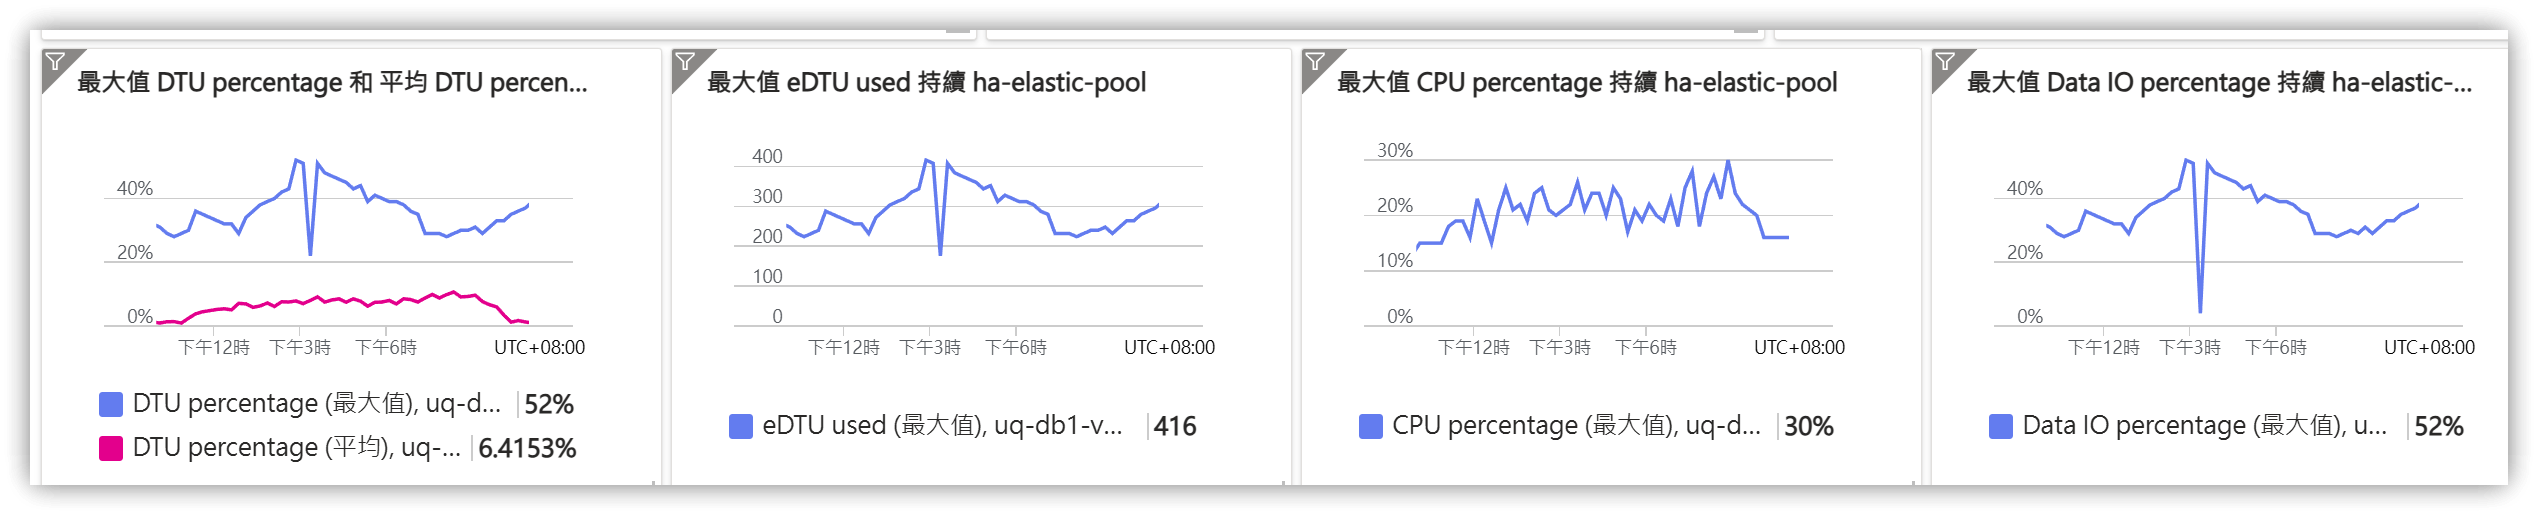 最大值 DTU percentage 和 平均 DTU percen...
40%
20%
0%
下午12時 下午3時 下午6時 UTC+08:00
DTU percentage (最大值), uq-d... 52%
DTU percentage (平均), uq-... 6.4153%
最大值 eDTU used 持續 ha-elastic-pool
400
300
200
100
0
下午12時 下午3時 下午6時 UTC+08:00
eDTU used (最大值), uq-db1-v... 416
最大值 CPU percentage 持續 ha-elastic-pool
30%
20%
10%
0%
下午12時 下午3時 下午6時 UTC+08:00
CPU percentage (最大值), uq-d... 30%
最大值 Data IO percentage 持續 ha-elastic-...
40%
20%
0%
下午12時 下午3時 下午6時 UTC+08:00
Data IO percentage (最大值), u... 52%